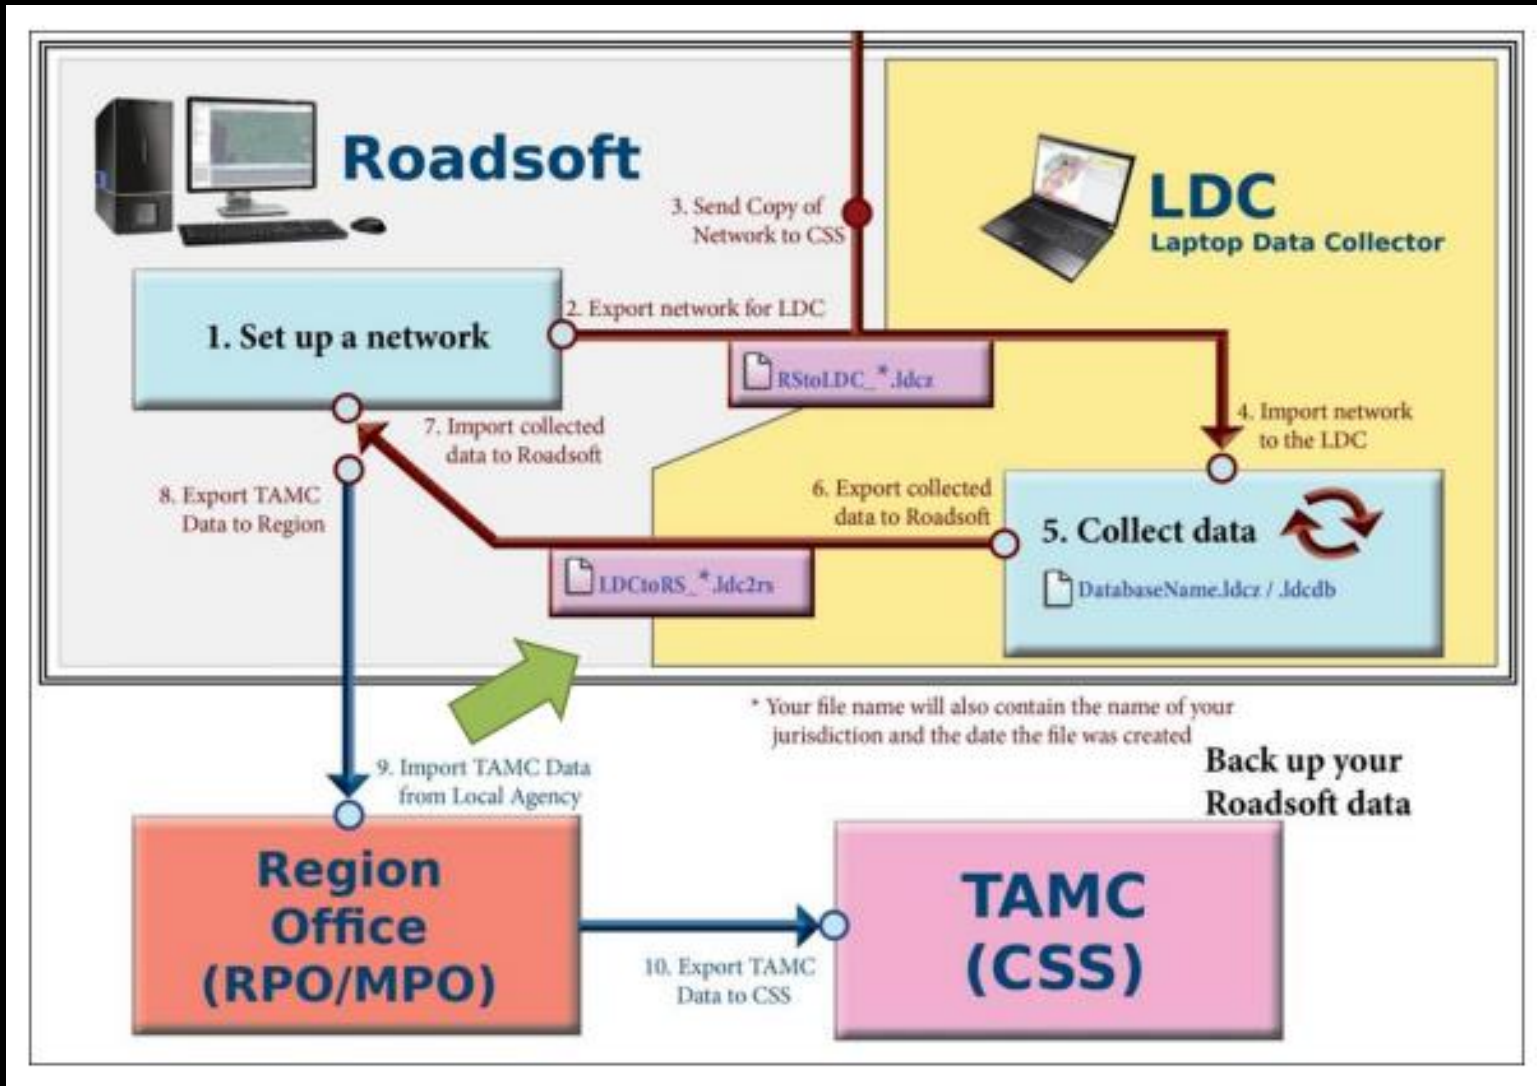 Roadsoft
3. Send Copy of
Network to CSS
LDC
Laptop Data Collector
1. Set up a network
2. Export network for LDC
RStoLDC_*.ldcz
4. Import network
to the LDC
7. Import collected
data to Roadsoft
8. Export TAMC
Data to Region
6. Export collected
data to Roadsoft
5. Collect data
DatabaseName.ldcz / .ldcdb
LDCtoRS_*.ldc2rs
* Your file name will also contain the name of your
jurisdiction and the date the file was created
Back up your
Roadsoft data
9. Import TAMC Data
from Local Agency
Region
Office
(RPO/MPO)
10. Export TAMC
Data to CSS
TAMC
(CSS)